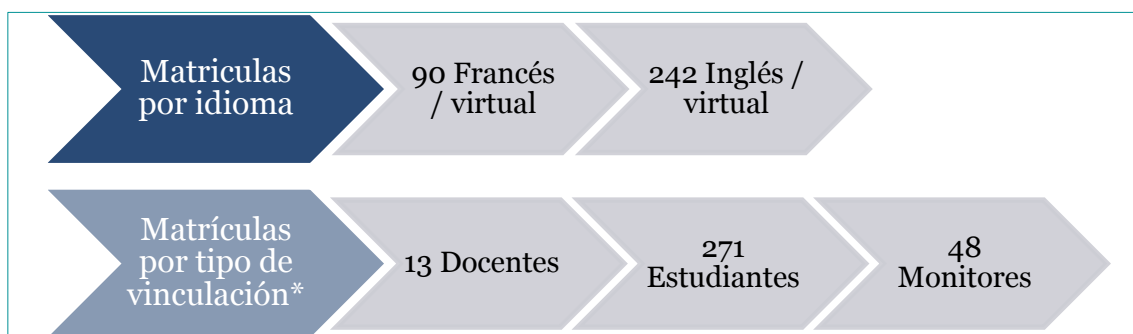 Matriculas
por idioma
90 Francés
/ virtual
242 Inglés /
virtual
Matrículas
por tipo de
vinculación*
13 Docentes
271
Estudiantes
48
Monitores